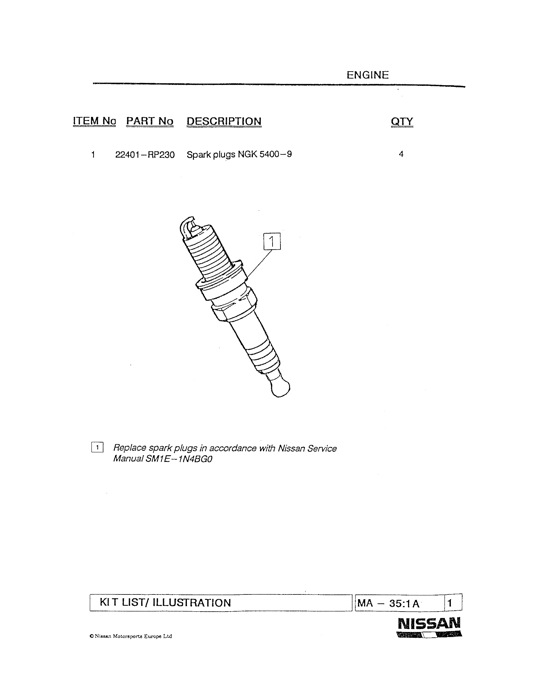 ENGINE
ITEM No PART No DESCRIPTION QTY
1 22401-RP230 Spark plugs NGK 5400-9 4
1
1 Replace spark plugs in accordance with Nissan Service
Manual SM1E-1N4BG0
KIT LIST/ ILLUSTRATION MA - 35:1A 1
NISSAN
© Nissan Motorsports Europe Ltd